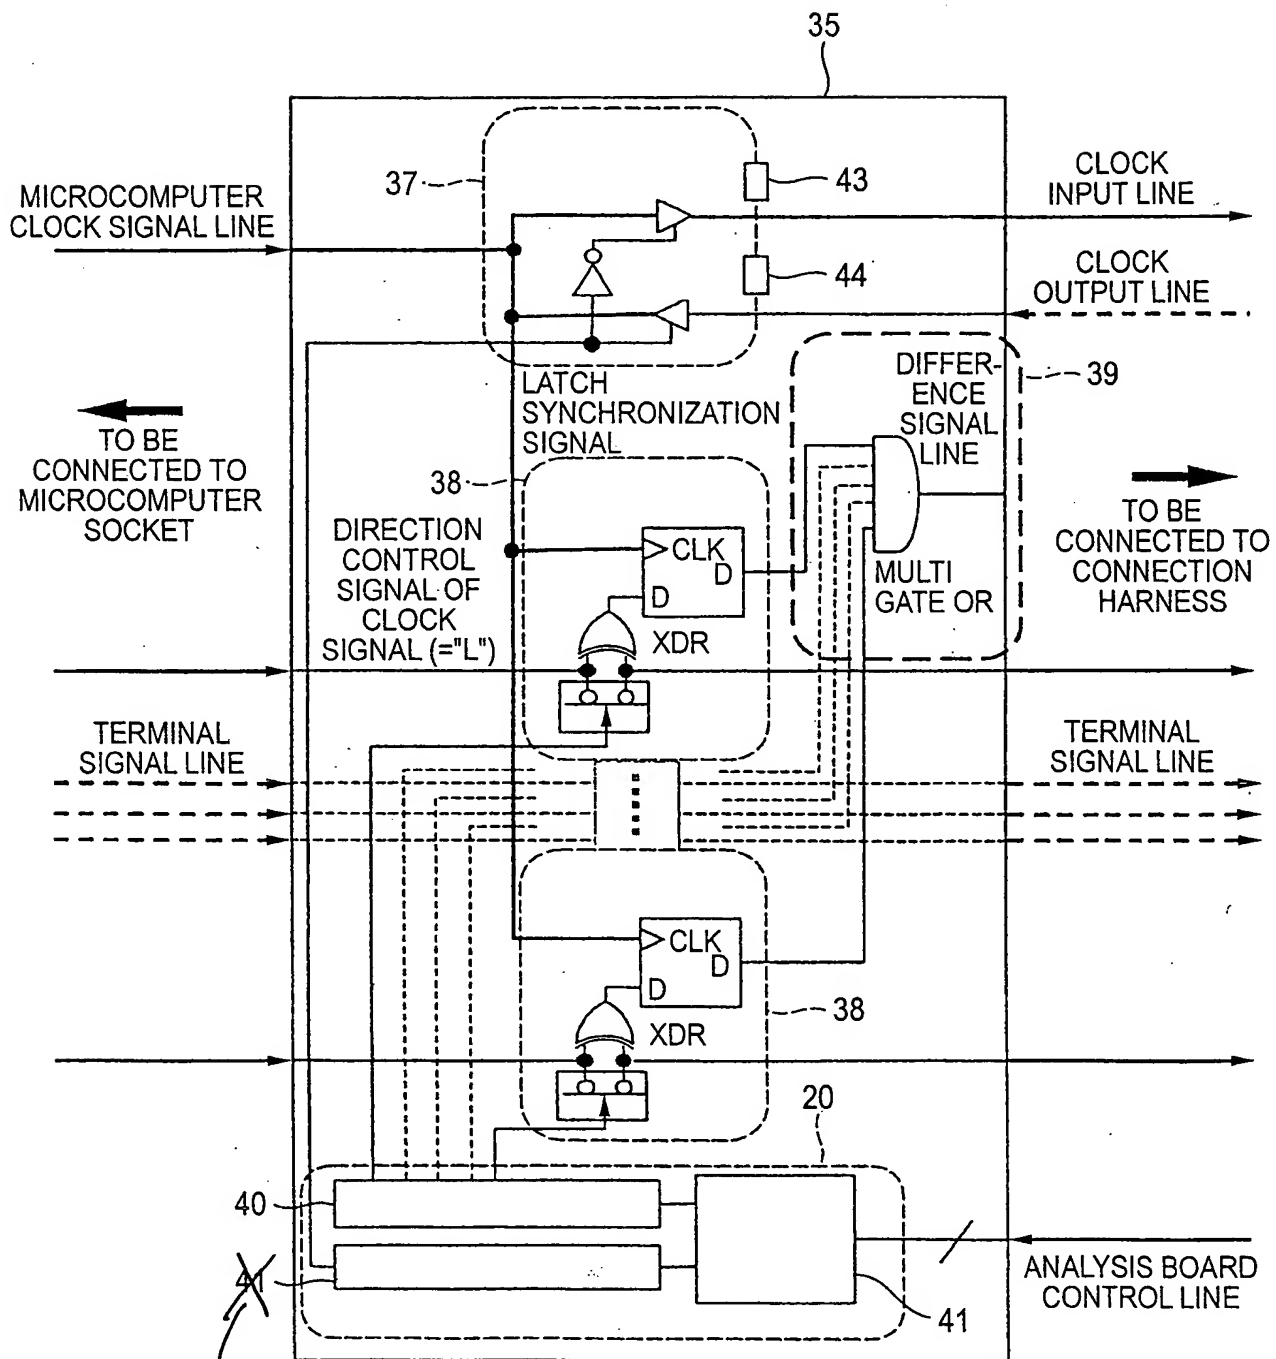 35
37
43
CLOCK
INPUT LINE
MICROCOMPUTER
CLOCK SIGNAL LINE
44
CLOCK
OUTPUT LINE
LATCH
SYNCHRONIZATION
SIGNAL
DIFFER-
ENCE
SIGNAL
LINE
39
TO BE
CONNECTED TO
MICROCOMPUTER
SOCKET
38
DIRECTION
CONTROL
SIGNAL OF
CLOCK
SIGNAL (="L")
CLK
D
D
XDR
MULTI
GATE OR
TO BE
CONNECTED TO
CONNECTION
HARNESS
TERMINAL
SIGNAL LINE
TERMINAL
SIGNAL LINE
CLK
D
D
XDR
38
20
40
41
41
ANALYSIS BOARD
CONTROL LINE